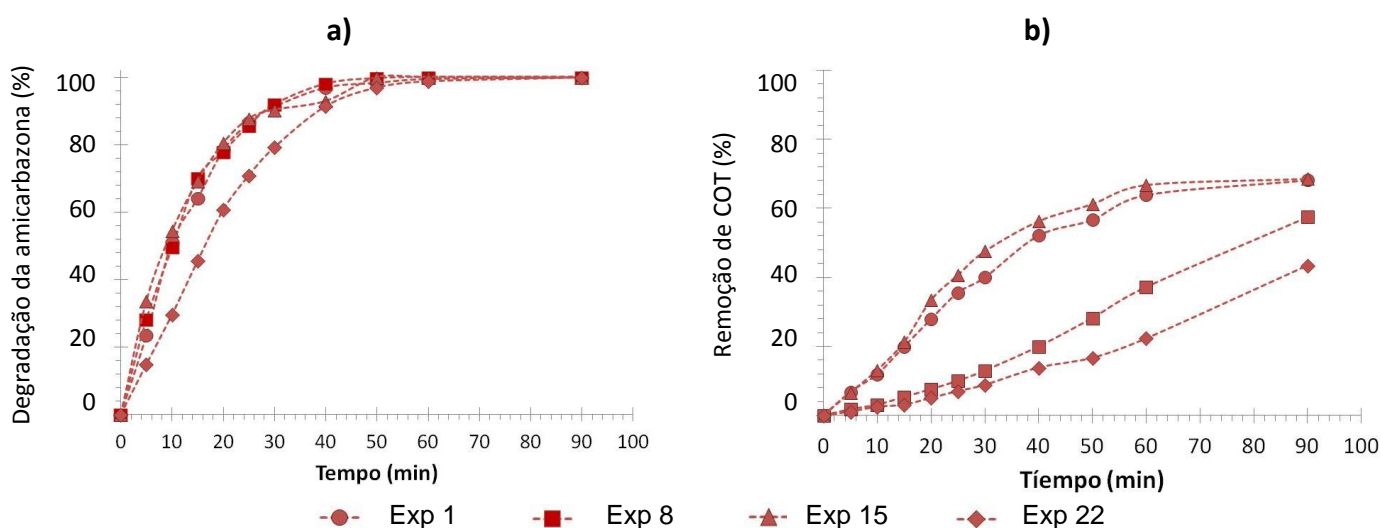 a)
Degradação da amicarbazona (%)
100
80
60
40
20
0
0 10 20 30 40 50 60 70 80 90 100
Tempo (min)
b)
Remoção de COT (%)
100
80
60
40
20
0
0 10 20 30 40 50 60 70 80 90 100
Tíempo (min)
Exp 1 Exp 8 Exp 15 Exp 22